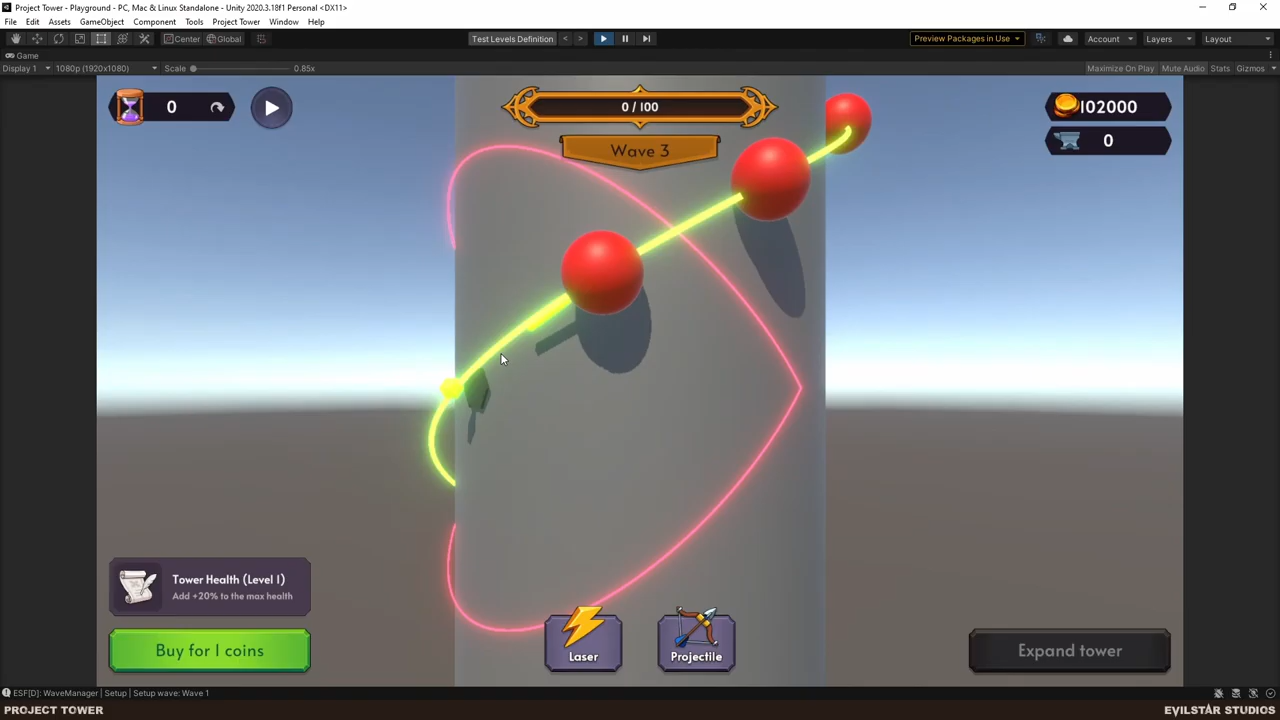 Project Tower - Playground - PC, Mac & Linux Standalone - Unity 2020.3.18f1 Personal <DX11>
File Edit Assets GameObject Component Tools Project Tower Window Help
Center Global Test Levels Definition Preview Packages in Use Account Layers Layout
Game
Display 1 1080p (1920x1080) Scale 0.85x Maximize On Play Mute Audio Stats Gizmos
0 0 / 100 102000
Wave 3 0
Tower Health (Level 1)
Add +20% to the max health
Buy for 1 coins Laser Projectile Expand tower
ESF[D]: WaveManager | Setup | Setup wave: Wave 1
PROJECT TOWER EVILSTAR STUDIOS